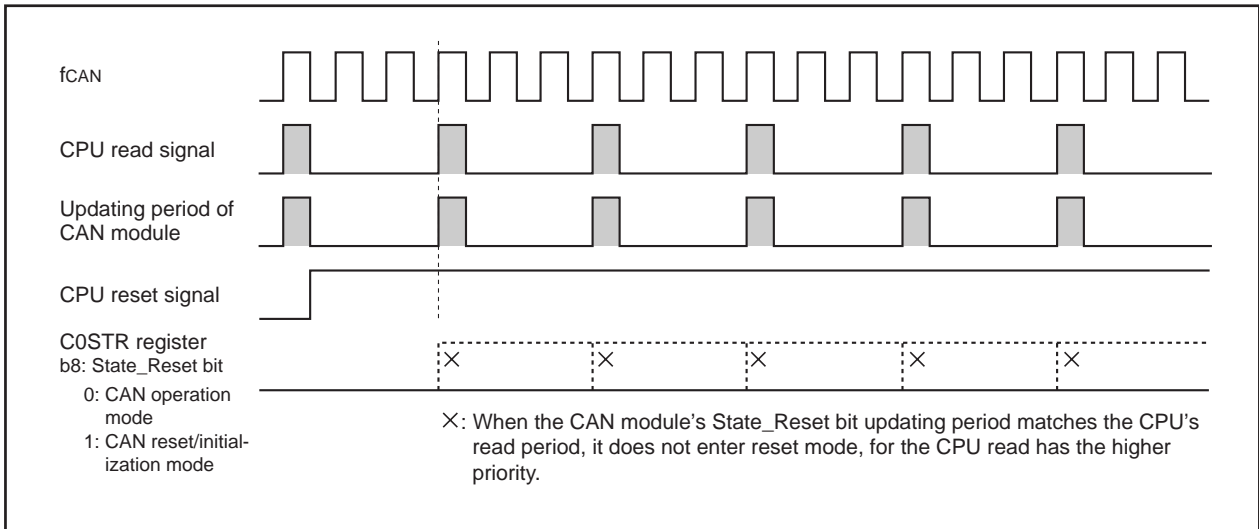 fCAN
CPU read signal
Updating period of
CAN module
CPU reset signal
C0STR register
b8: State_Reset bit
0: CAN operation
mode
1: CAN reset/initial-
ization mode
✕ ✕ ✕ ✕ ✕
✕: When the CAN module's State_Reset bit updating period matches the CPU's
read period, it does not enter reset mode, for the CPU read has the higher
priority.